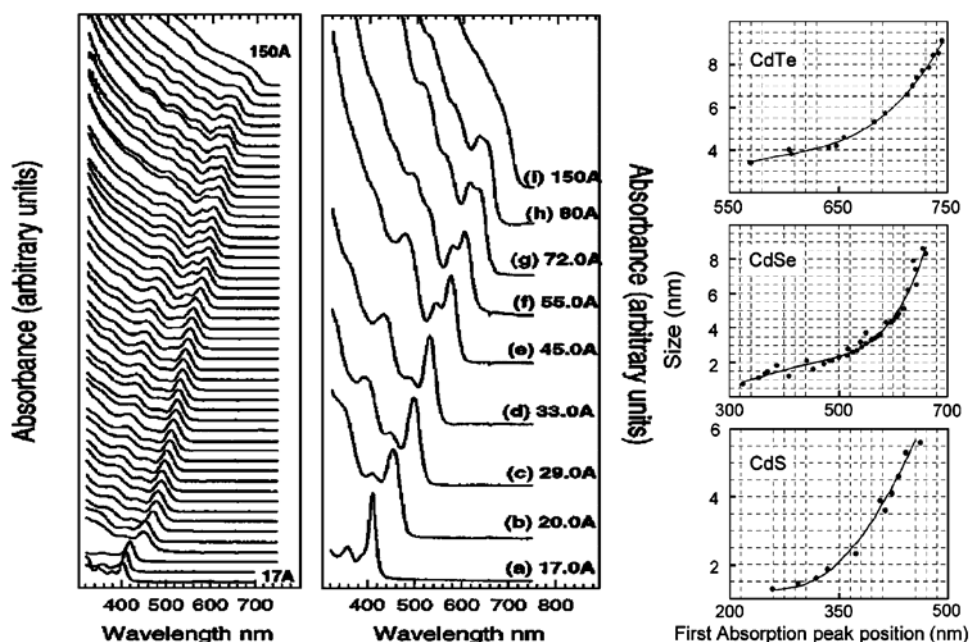 Absorbance (arbitrary units)
150A
17A
400 500 600 700
Wavelength nm
(i) 150A
(h) 80A
(g) 72.0A
(f) 55.0A
(e) 45.0A
(d) 33.0A
(c) 29.0A
(b) 20.0A
(a) 17.0A
400 500 600 700 800
Wavelength nm
Absorbance (arbitrary units)
Size (nm)
CdTe
8
6
4
550 650 750
CdSe
8
6
4
2
300 500 700
CdS
6
4
2
200 300 400 500
First Absorption peak position (nm)